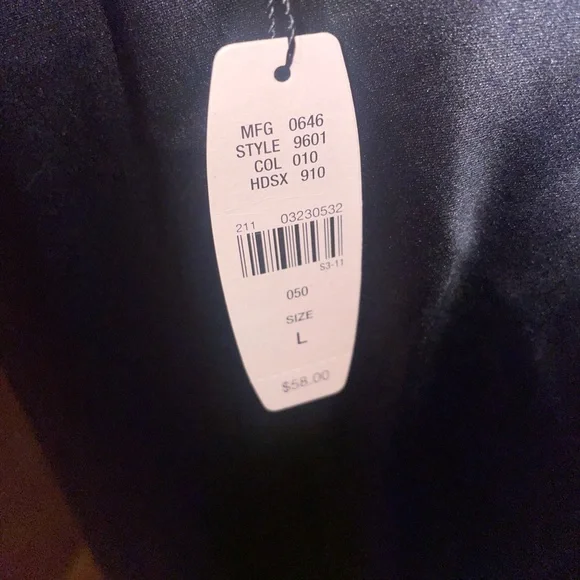 MFG 0646
STYLE 9601
COL 010
HDSX 910
211 03230532
S3-11
050
SIZE
L
$58.00